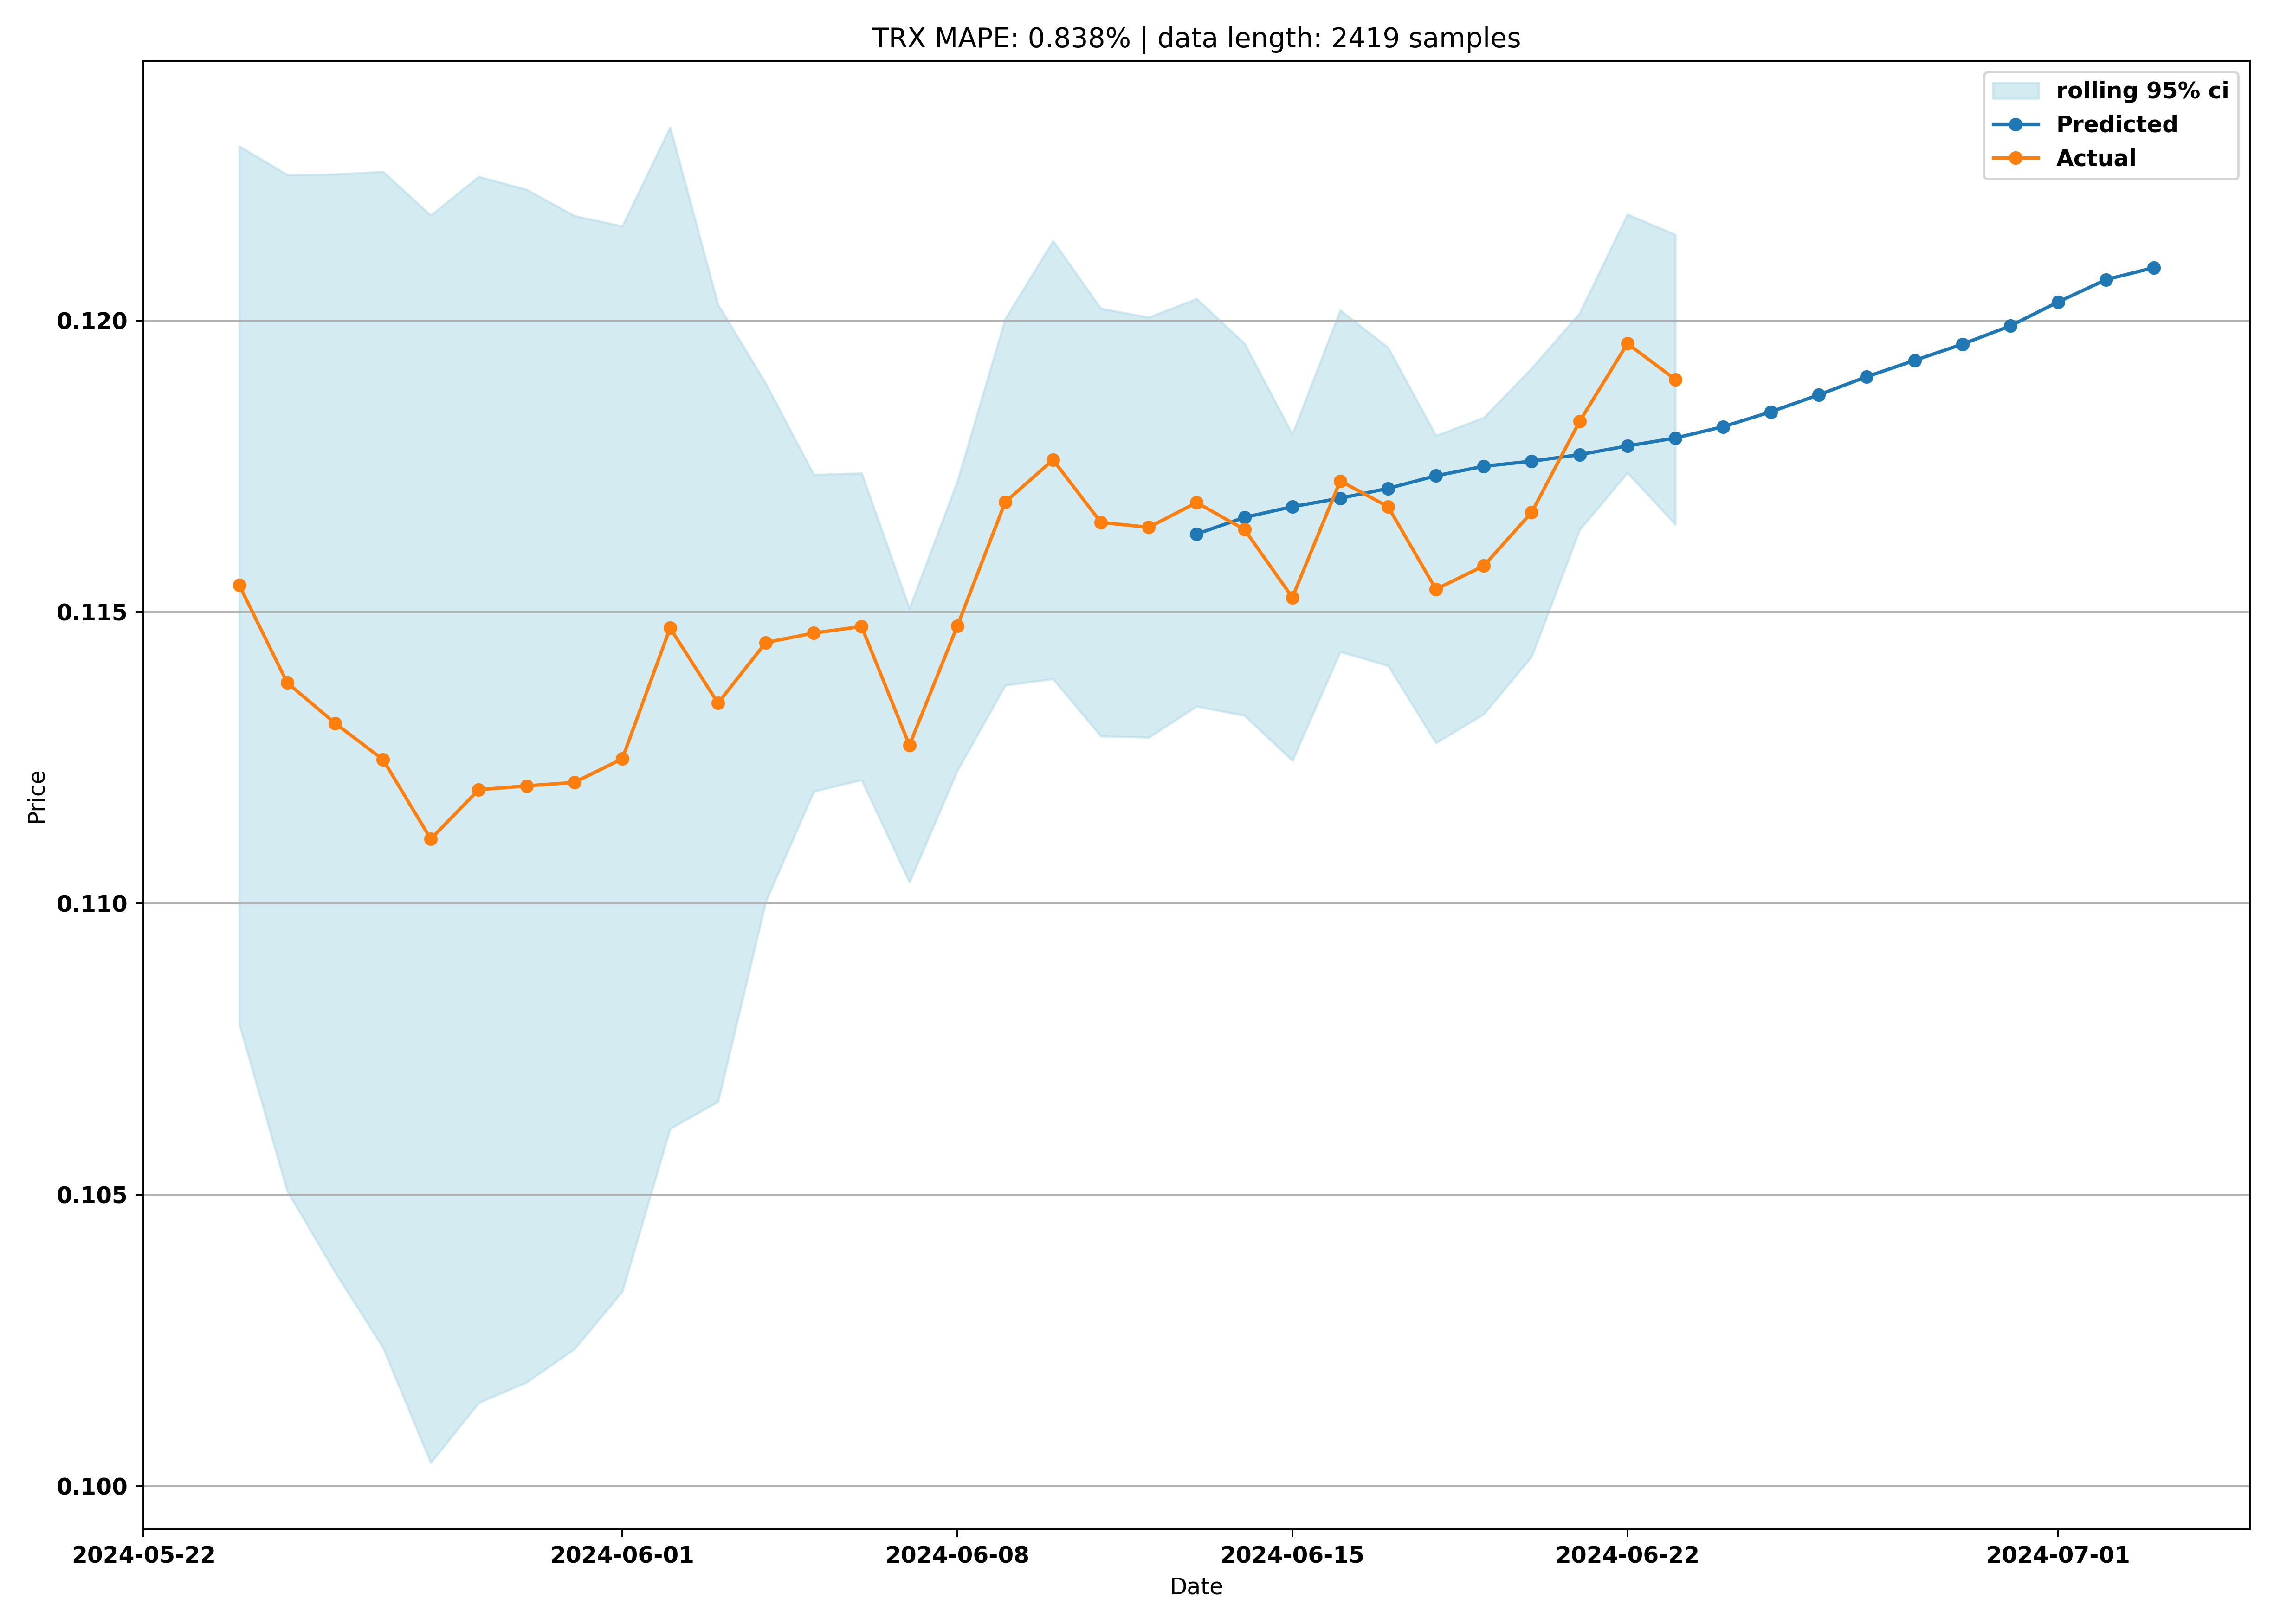 TRX MAPE: 0.838% | data length: 2419 samples
rolling 95% ci
Predicted
Actual
0.120
0.115
0.110
0.105
0.100
Price
2024-05-22
2024-06-01
2024-06-08
2024-06-15
2024-06-22
2024-07-01
Date